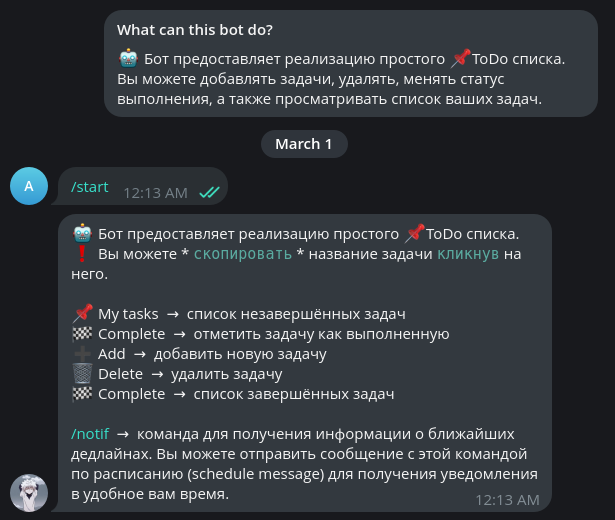 What can this bot do?
🤖 Бот предоставляет реализацию простого 📌ToDo списка.
Вы можете добавлять задачи, удалять, менять статус
выполнения, а также просматривать список ваших задач.
March 1
A
/start 12:13 AM
🤖 Бот предоставляет реализацию простого 📌ToDo списка.
❗ Вы можете * скопировать * название задачи кликнув на
него.
📌 My tasks → список незавершённых задач
🏁 Complete → отметить задачу как выполненную
➕ Add → добавить новую задачу
🗑 Delete → удалить задачу
🏁 Complete → список завершённых задач
/notif → команда для получения информации о ближайших
дедлайнах. Вы можете отправить сообщение с этой командой
по расписанию (schedule message) для получения уведомления
в удобное вам время.
12:13 AM